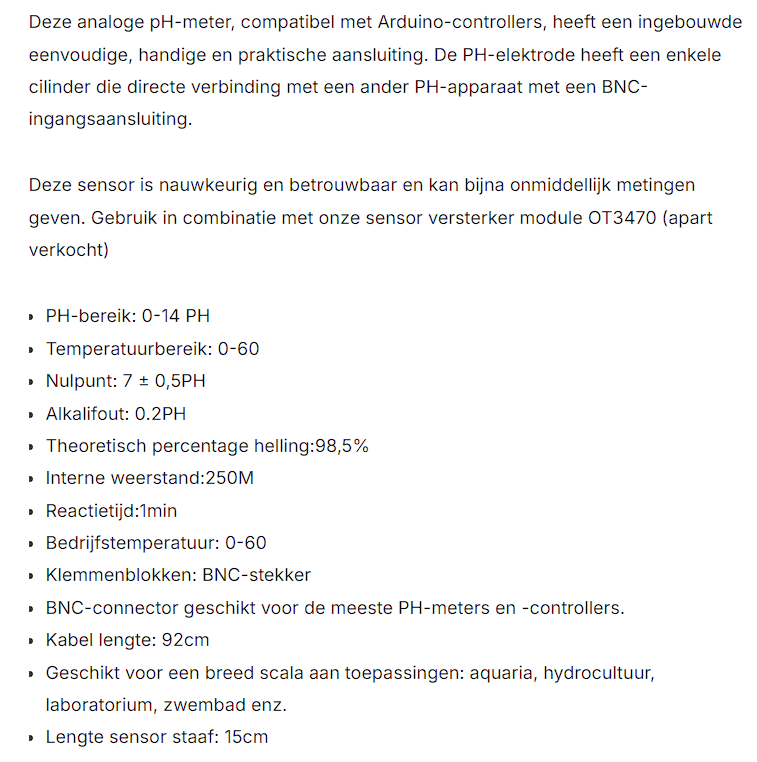 Deze analoge pH-meter, compatibel met Arduino-controllers, heeft een ingebouwde
eenvoudige, handige en praktische aansluiting. De PH-elektrode heeft een enkele
cilinder die directe verbinding met een ander PH-apparaat met een BNC-
ingangsaansluiting.
Deze sensor is nauwkeurig en betrouwbaar en kan bijna onmiddellijk metingen
geven. Gebruik in combinatie met onze sensor versterker module OT3470 (apart
verkocht)
PH-bereik: 0-14 PH
Temperatuurbereik: 0-60
Nulpunt: 7 ± 0,5PH
Alkalifout: 0.2PH
Theoretisch percentage helling:98,5%
Interne weerstand:250M
Reactietijd:1min
Bedrijfstemperatuur: 0-60
Klemmenblokken: BNC-stekker
BNC-connector geschikt voor de meeste PH-meters en -controllers.
Kabel lengte: 92cm
Geschikt voor een breed scala aan toepassingen: aquaria, hydrocultuur,
laboratorium, zwembad enz.
Lengte sensor staaf: 15cm